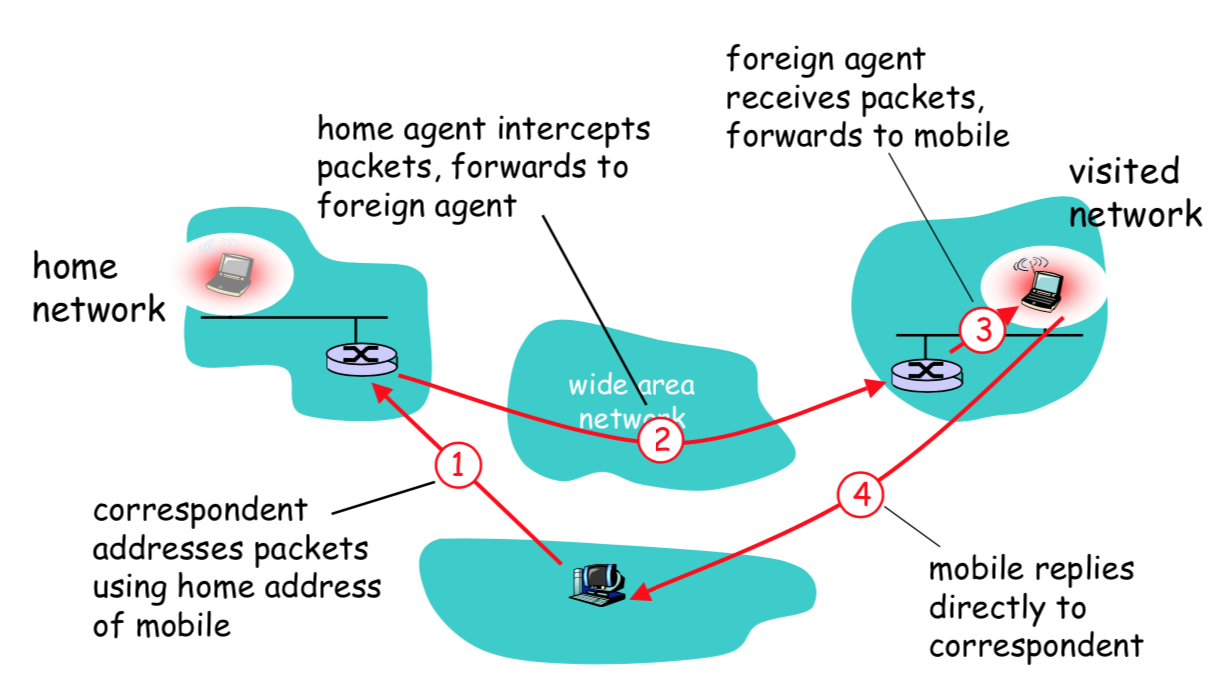 foreign agent
receives packets,
forwards to mobile
home agent intercepts
packets, forwards to
foreign agent
visited
network
home
network
3
wide area
network
2
1
4
correspondent
addresses packets
using home address
of mobile
mobile replies
directly to
correspondent